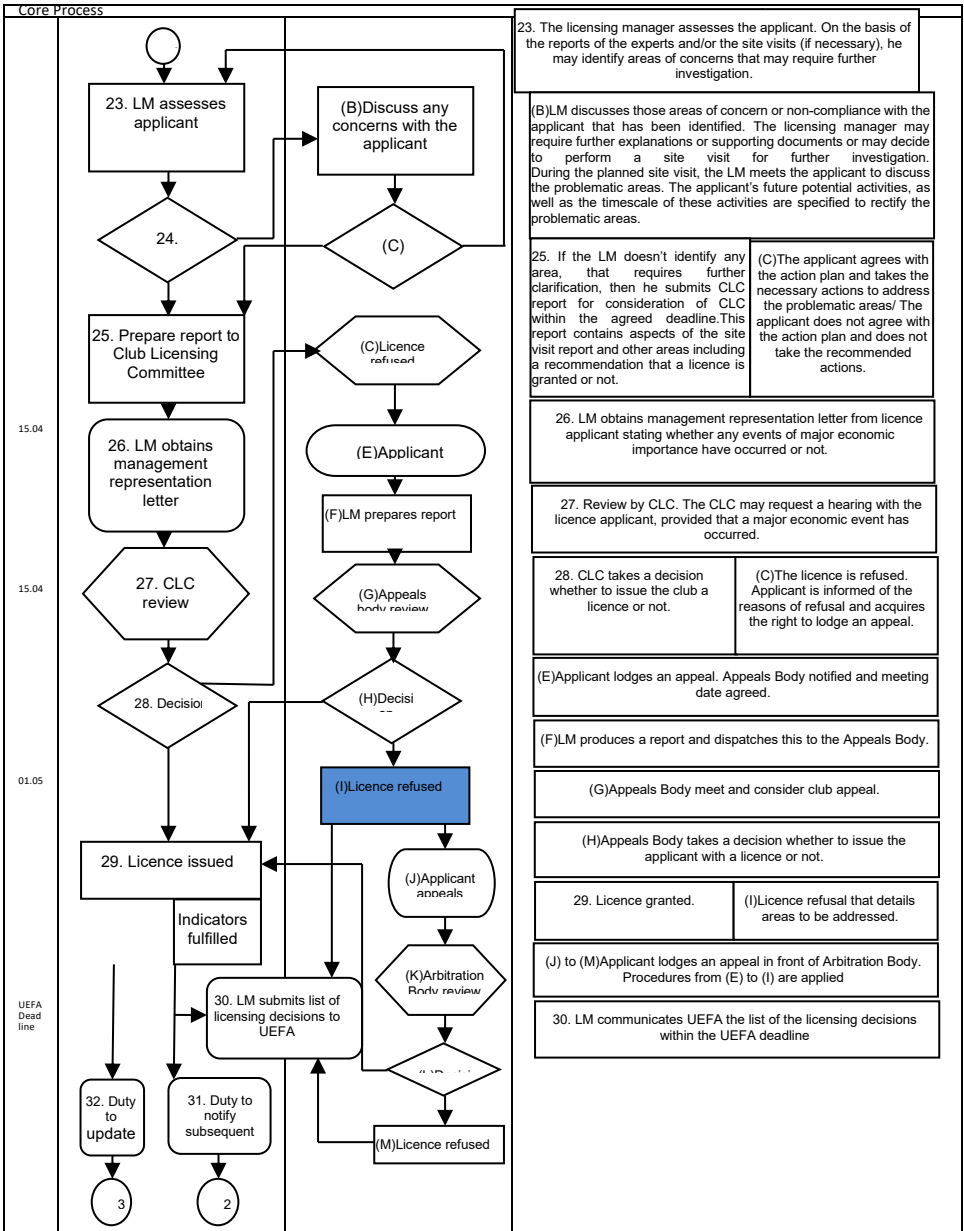 Core Process
23. LM assesses
applicant
(B)Discuss any
concerns with the
applicant
24.
(C)
25. Prepare report to
Club Licensing
Committee
(C)Licence
refused
15.04
26. LM obtains
management
representation
letter
(E)Applicant
(F)LM prepares report
15.04
27. CLC
review
(G)Appeals
body review
28. Decision
(H)Decisi
on
01.05
(I)Licence refused
29. Licence issued
Indicators
fulfilled
(J)Applicant
appeals
(K)Arbitration
Body review
UEFA
Dead
line
30. LM submits list of
licensing decisions to
UEFA
32. Duty
to
update
31. Duty to
notify
subsequent
(M)Licence refused
3
2
23. The licensing manager assesses the applicant. On the basis of
the reports of the experts and/or the site visits (if necessary), he
may identify areas of concerns that may require further
investigation.
(B)LM discusses those areas of concern or non-compliance with the
applicant that has been identified. The licensing manager may
require further explanations or supporting documents or may decide
to perform a site visit for further investigation.
During the planned site visit, the LM meets the applicant to discuss
the problematic areas. The applicant’s future potential activities, as
well as the timescale of these activities are specified to rectify the
problematic areas.
25. If the LM doesn’t identify any
area, that requires further
clarification, then he submits CLC
report for consideration of CLC
within the agreed deadline.This
report contains aspects of the site
visit report and other areas including
a recommendation that a licence is
granted or not.
(C)The applicant agrees with
the action plan and takes the
necessary actions to address
the problematic areas/ The
applicant does not agree with
the action plan and does not
take the recommended
actions.
26. LM obtains management representation letter from licence
applicant stating whether any events of major economic
importance have occurred or not.
27. Review by CLC. The CLC may request a hearing with the
licence applicant, provided that a major economic event has
occurred.
28. CLC takes a decision
whether to issue the club a
licence or not.
(C)The licence is refused.
Applicant is informed of the
reasons of refusal and acquires
the right to lodge an appeal.
(E)Applicant lodges an appeal. Appeals Body notified and meeting
date agreed.
(F)LM produces a report and dispatches this to the Appeals Body.
(G)Appeals Body meet and consider club appeal.
(H)Appeals Body takes a decision whether to issue the
applicant with a licence or not.
29. Licence granted.
(I)Licence refusal that details
areas to be addressed.
(J) to (M)Applicant lodges an appeal in front of Arbitration Body.
Procedures from (E) to (I) are applied
30. LM communicates UEFA the list of the licensing decisions
within the UEFA deadline